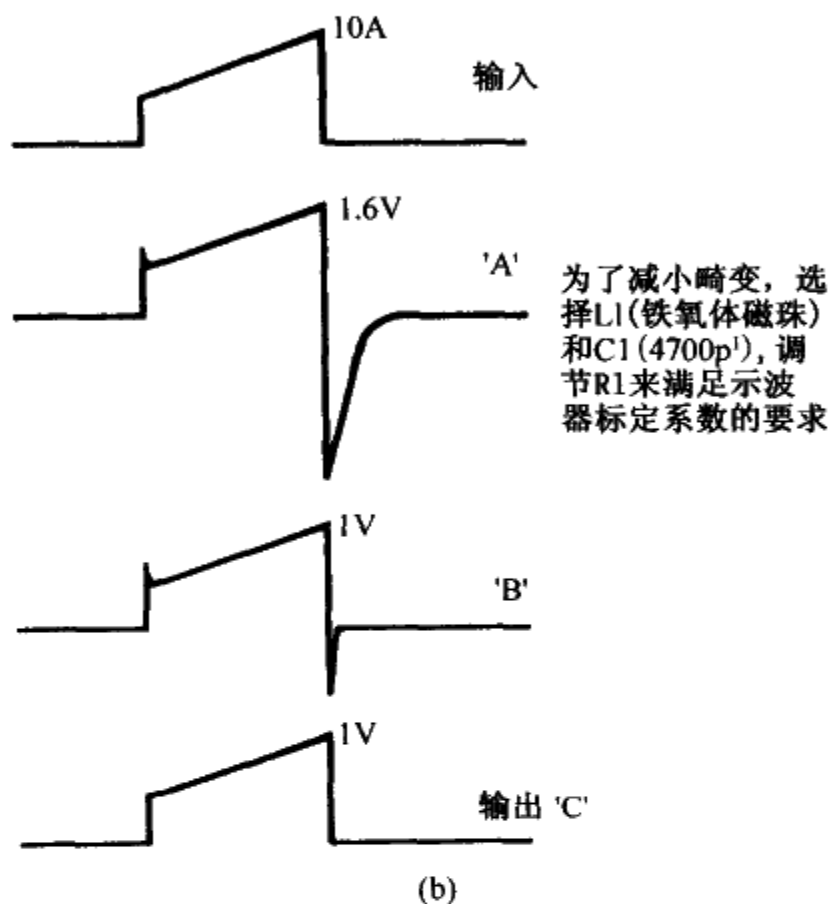 10A
输入
1.6V
'A'
为了减小畸变，选
择L1(铁氧体磁珠)
和C1(4700p¹)，调
节R1来满足示波
器标定系数的要求
1V
'B'
1V
输出 'C'
(b)